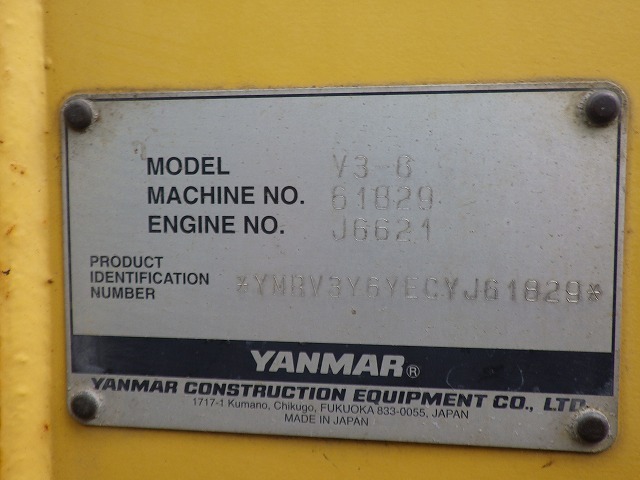 MODEL V3-6
MACHINE NO. 61829
ENGINE NO. J6621
PRODUCT
IDENTIFICATION
NUMBER *YMRV3Y6YECYJ61829*
YANMAR®
YANMAR CONSTRUCTION EQUIPMENT CO., LTD.
1717-1 Kumano, Chikugo, FUKUOKA 833-0055, JAPAN
MADE IN JAPAN